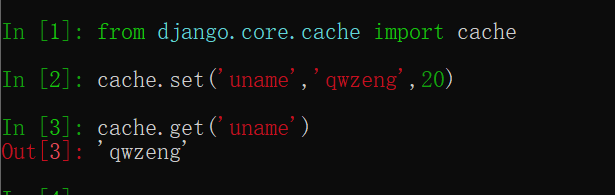 In [1]: from django.core.cache import cache
In [2]: cache.set('uname','qwzeng',20)
In [3]: cache.get('uname')
Out[3]: 'qwzeng'